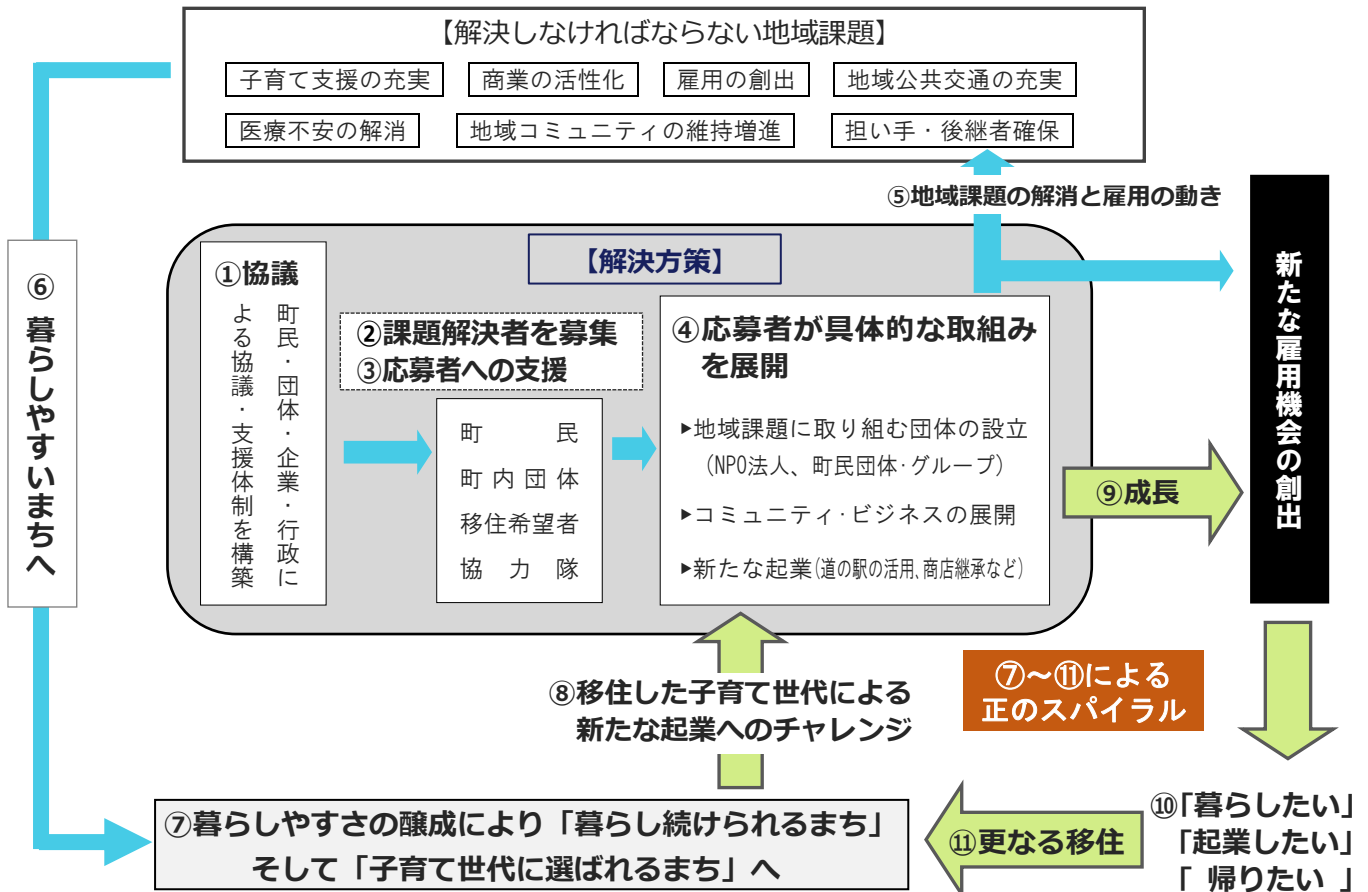 【解決しなければならない地域課題】
子育て支援の充実
商業の活性化
雇用の創出
地域公共交通の充実
医療不安の解消
地域コミュニティの維持増進
担い手・後継者確保
⑤地域課題の解消と雇用の動き
新たな雇用機会の創出
⑥暮らしやすいまちへ
【解決方策】
①協議
町民・団体・企業・行政に
よる協議・支援体制を構築
②課題解決者を募集
③応募者への支援
町民
町内団体
移住希望者
協力隊
④応募者が具体的な取組み
を展開
▶地域課題に取り組む団体の設立
(NPO法人、町民団体・グループ)
▶コミュニティ・ビジネスの展開
▶新たな起業(道の駅の活用、商店継承など)
⑨成長
⑧移住した子育て世代による
新たな起業へのチャレンジ
⑦～⑪による
正のスパイラル
⑦暮らしやすさの醸成により「暮らし続けられるまち」
そして「子育て世代に選ばれるまち」へ
⑪更なる移住
⑩「暮らしたい」
「起業したい」
「 帰りたい 」